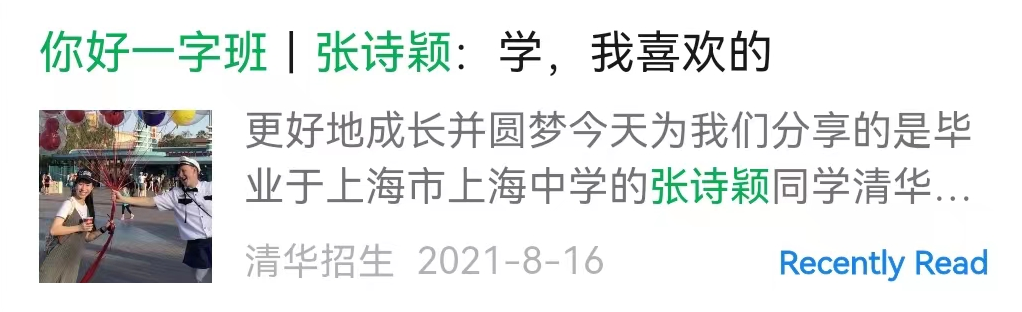 你好一字班 | 张诗颖：学，我喜欢的
更好地成长并圆梦今天为我们分享的是毕
业于上海市上海中学的张诗颖同学清华...
清华招生 2021-8-16 Recently Read